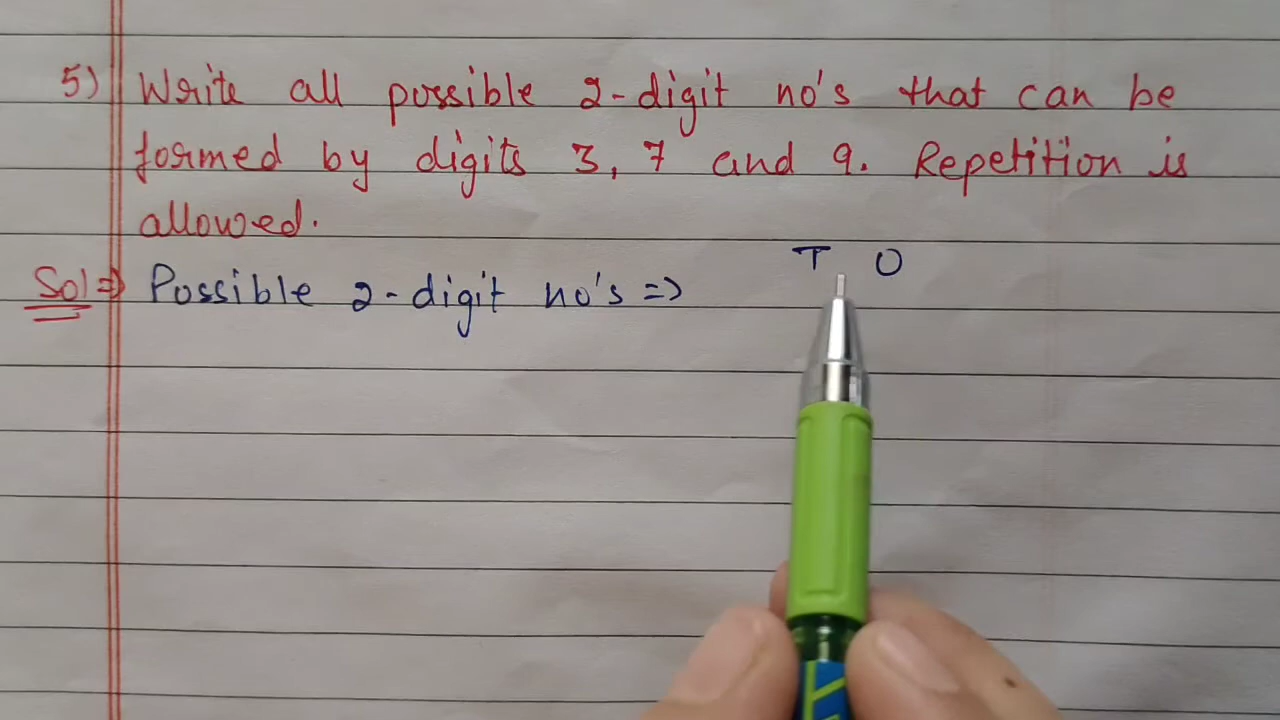 5) Write all possible 2-digit no's that can be
formed by digits 3, 7 and 9. Repetition is
allowed.
T O
Sol⇒ Possible 2-digit no's ⇒